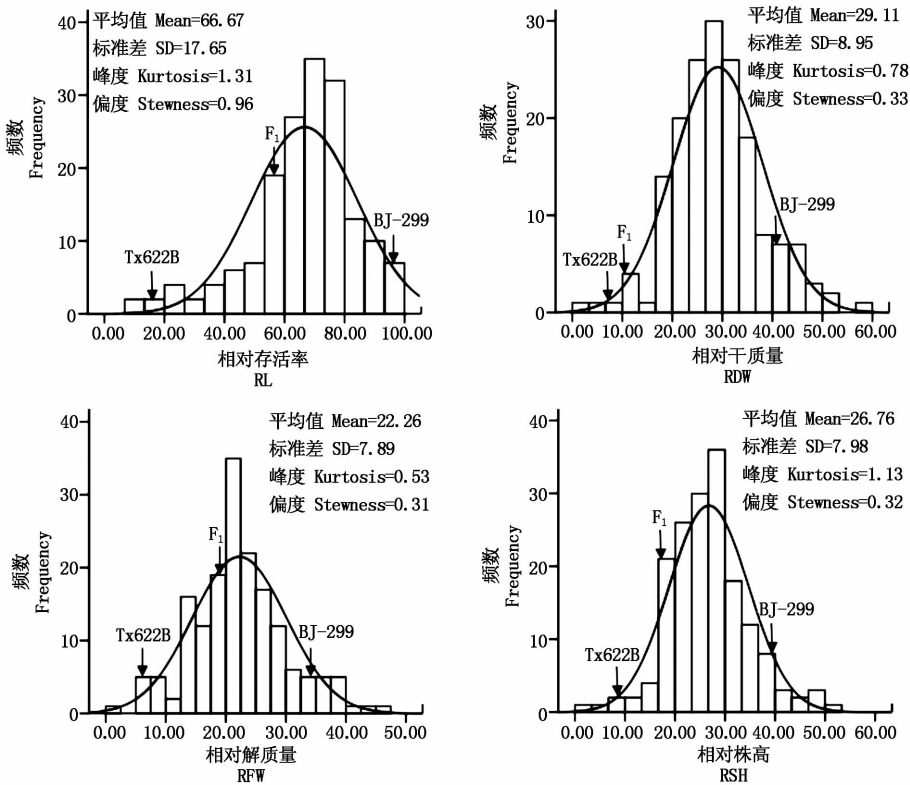 平均值 Mean=66.67
标准差 SD=17.65
峰度 Kurtosis=1.31
偏度 Stewness=0.96
频数
Frequency
40
30
20
10
0
F₁
BJ-299
Tx622B
0.00 20.00 40.00 60.00 80.00 100.00
相对存活率
RL
平均值 Mean=29.11
标准差 SD=8.95
峰度 Kurtosis=0.78
偏度 Stewness=0.33
频数
Frequency
30
20
10
0
BJ-299
F₁
Tx622B
0.00 10.00 20.00 30.00 40.00 50.00 60.00
相对干质量
RDW
平均值 Mean=22.26
标准差 SD=7.89
峰度 Kurtosis=0.53
偏度 Stewness=0.31
频数
Frequency
40
30
20
10
0
F₁
Tx622B
BJ-299
0.00 10.00 20.00 30.00 40.00 50.00
相对解质量
RFW
平均值 Mean=26.76
标准差 SD=7.98
峰度 Kurtosis=1.13
偏度 Stewness=0.32
频数
Frequency
40
30
20
10
0
F₁
BJ-299
Tx622B
0.00 10.00 20.00 30.00 40.00 50.00 60.00
相对株高
RSH